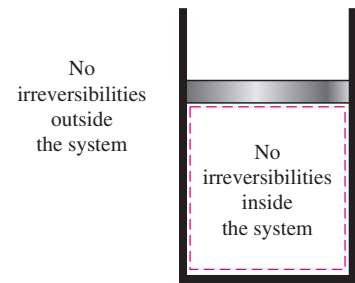 No
irreversibilities
outside
the system
No
irreversibilities
inside
the system